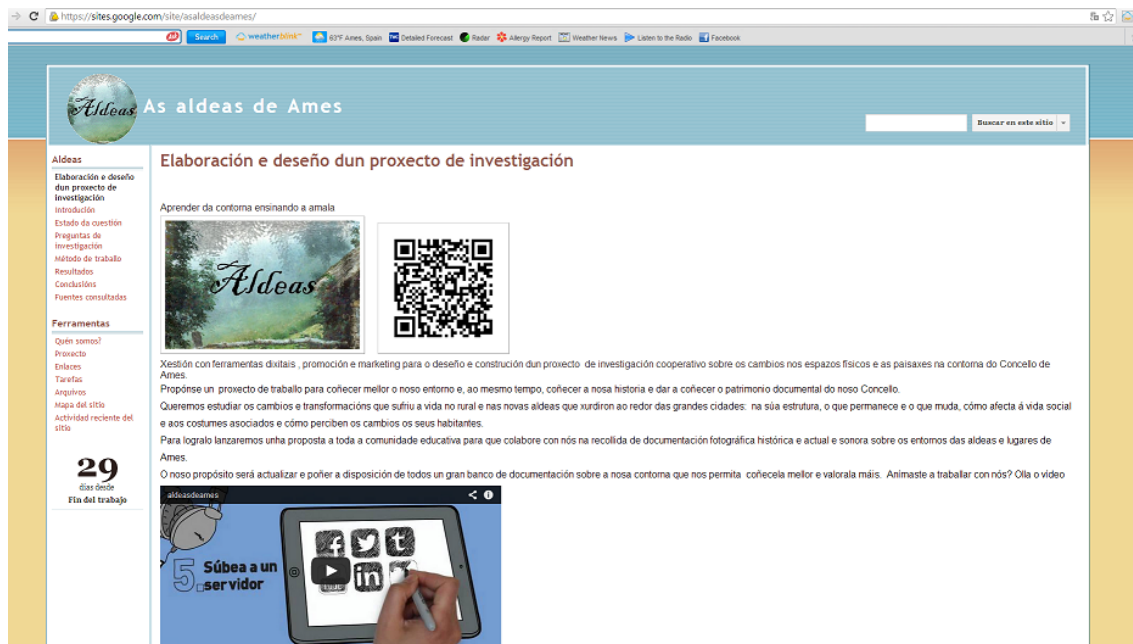 https://sites.google.com/site/asaldeasdeames/
Search weatherblink 63°F Ames, Spain Detailed Forecast Radar Allergy Report Weather News Listen to the Radio Facebook
Aldeas
As aldeas de Ames
Buscar en este sitio
Aldeas
Elaboración e deseño
dun proxecto de
investigación
Introdución
Estado da cuestión
Preguntas de
investigación
Método de traballo
Resultados
Conclusións
Fuentes consultadas
Ferramentas
Quén somos?
Proxecto
Enlaces
Tarefas
Arquivos
Mapa del sitio
Actividad reciente del
sitio
29
días desde
Fin del trabajo
Elaboración e deseño dun proxecto de investigación
Aprender da contorna ensinando a amala
Aldeas
Xestión con ferramentas dixitais , promoción e marketing para o deseño e construción dun proxecto de investigación cooperativo sobre os cambios nos espazos físicos e as paisaxes na contorna do Concello de
Ames.
Propónse un proxecto de traballo para coñecer mellor o noso entorno e, ao mesmo tempo, coñecer a nosa historia e dar a coñecer o patrimonio documental do noso Concello.
Queremos estudiar os cambios e transformacións que sufriu a vida no rural e nas novas aldeas que xurdiron ao redor das grandes cidades: na súa estrutura, o que permanece e o que muda, cómo afecta á vida social
e aos costumes asociados e cómo perciben os cambios os seus habitantes.
Para logralo lanzaremos unha proposta a toda a comunidade educativa para que colabore con nós na recollida de documentación fotográfica histórica e actual e sonora sobre os entornos das aldeas e lugares de
Ames.
O noso propósito será actualizar e poñer a disposición de todos un gran banco de documentación sobre a nosa contorna que nos permita coñecela mellor e valorala máis. Anímaste a traballar con nós? Olla o vídeo
aldeasdeames
5. Súbea a un
servidor